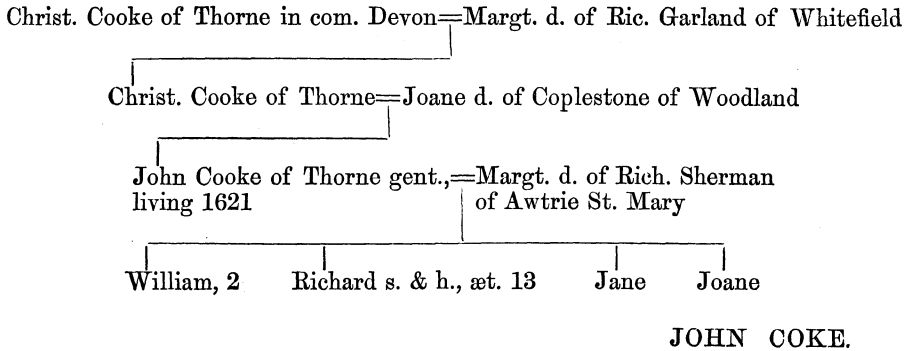 Christ. Cooke of Thorne in com. Devon=Margt. d. of Ric. Garland of Whitefield
Christ. Cooke of Thorne=Joane d. of Coplestone of Woodland
John Cooke of Thorne gent.,=Margt. d. of Rich. Sherman
living 1621 of Awtrie St. Mary
William, 2 Richard s. & h., æt. 13 Jane Joane
JOHN COKE.